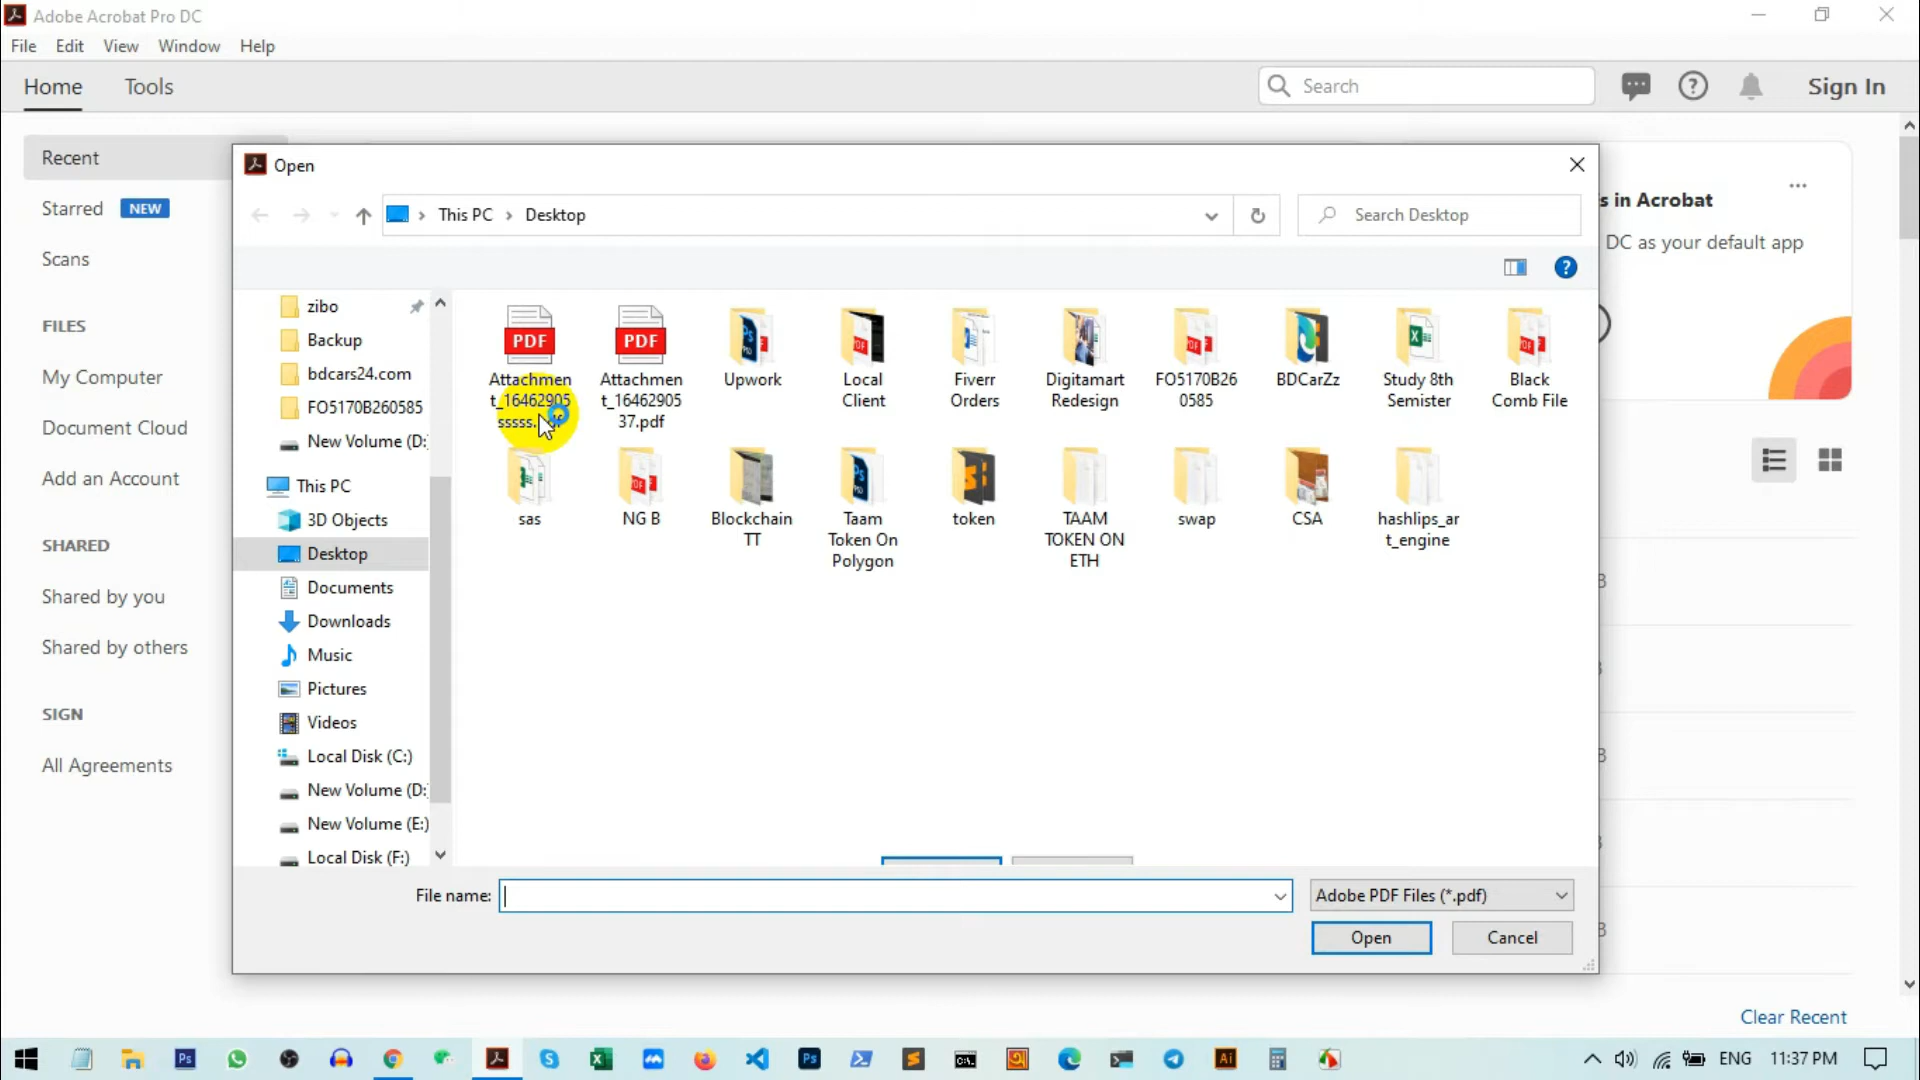 Adobe Acrobat Pro DC
File Edit View Window Help
Home Tools Search Sign In
Recent
Starred NEW
Scans
FILES
My Computer
Document Cloud
Add an Account
SHARED
Shared by you
Shared by others
SIGN
All Agreements
Open
This PC Desktop
Search Desktop
zibo
Backup
bdcars24.com
FO5170B260585
New Volume (D:
This PC
3D Objects
Desktop
Documents
Downloads
Music
Pictures
Videos
Local Disk (C:)
New Volume (D:
New Volume (E:)
Local Disk (F:)
PDF
Attachmen
t_16462905
PDF
Attachmen
t_16462905
37.pdf
Upwork
Local
Client
Fiverr
Orders
Digitamart
Redesign
FO5170B26
0585
BDCarZz
Study 8th
Semister
Black
Comb File
sas
NG B
Blockchain
TT
Taam
Token On
Polygon
token
TAAM
TOKEN ON
ETH
swap
CSA
hashlips_ar
t_engine
File name:
Adobe PDF Files (*.pdf)
Open Cancel
s in Acrobat
DC as your default app
Clear Recent
ENG 11:37 PM